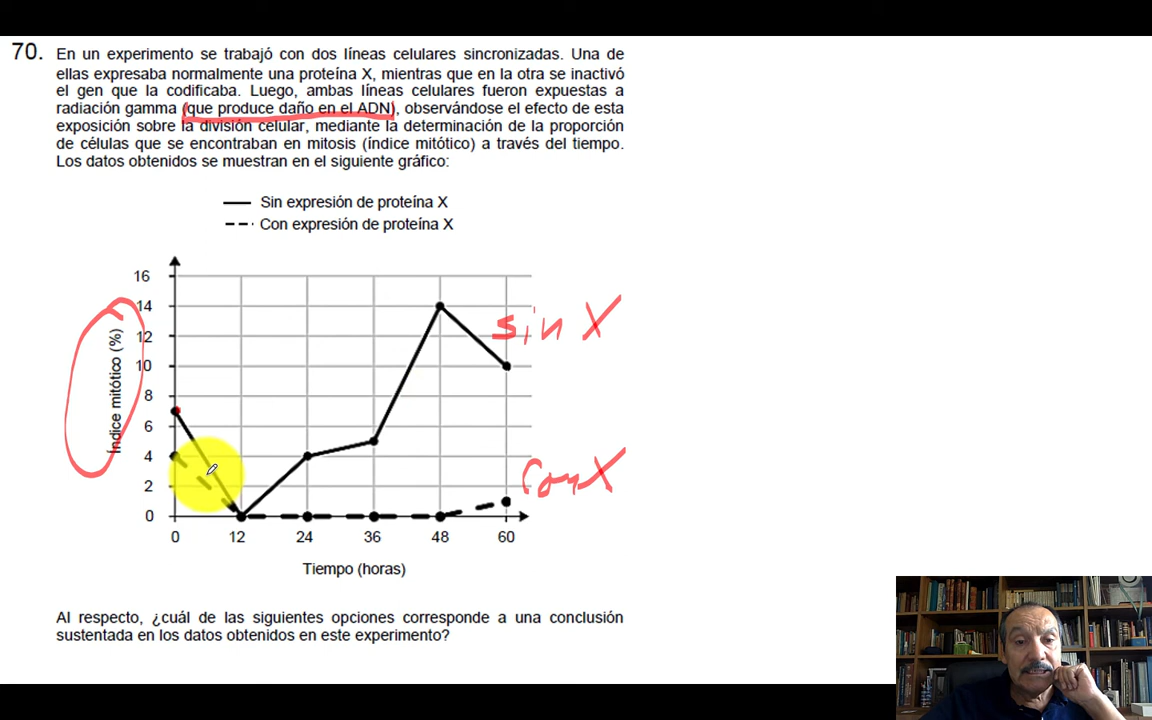 70. En un experimento se trabajó con dos líneas celulares sincronizadas. Una de
ellas expresaba normalmente una proteína X, mientras que en la otra se inactivó
el gen que la codificaba. Luego, ambas líneas celulares fueron expuestas a
radiación gamma (que produce daño en el ADN), observándose el efecto de esta
exposición sobre la división celular, mediante la determinación de la proporción
de células que se encontraban en mitosis (índice mitótico) a través del tiempo.
Los datos obtenidos se muestran en el siguiente gráfico:
Sin expresión de proteína X
Con expresión de proteína X
16
14
12
10
8
6
4
2
0
Índice mitótico (%)
sin X
Con X
0 12 24 36 48 60
Tiempo (horas)
Al respecto, ¿cuál de las siguientes opciones corresponde a una conclusión
sustentada en los datos obtenidos en este experimento?